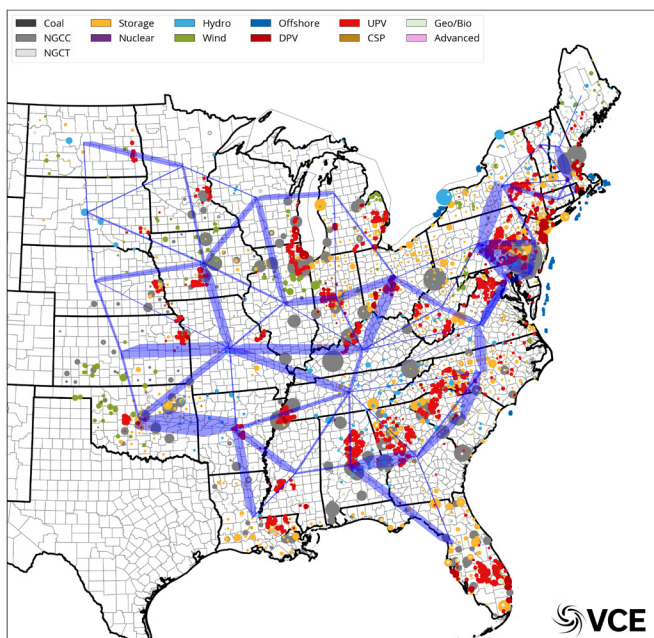 Coal Storage Hydro Offshore UPV Geo/Bio
NGCC Nuclear Wind DPV CSP Advanced
NGCT
VCE